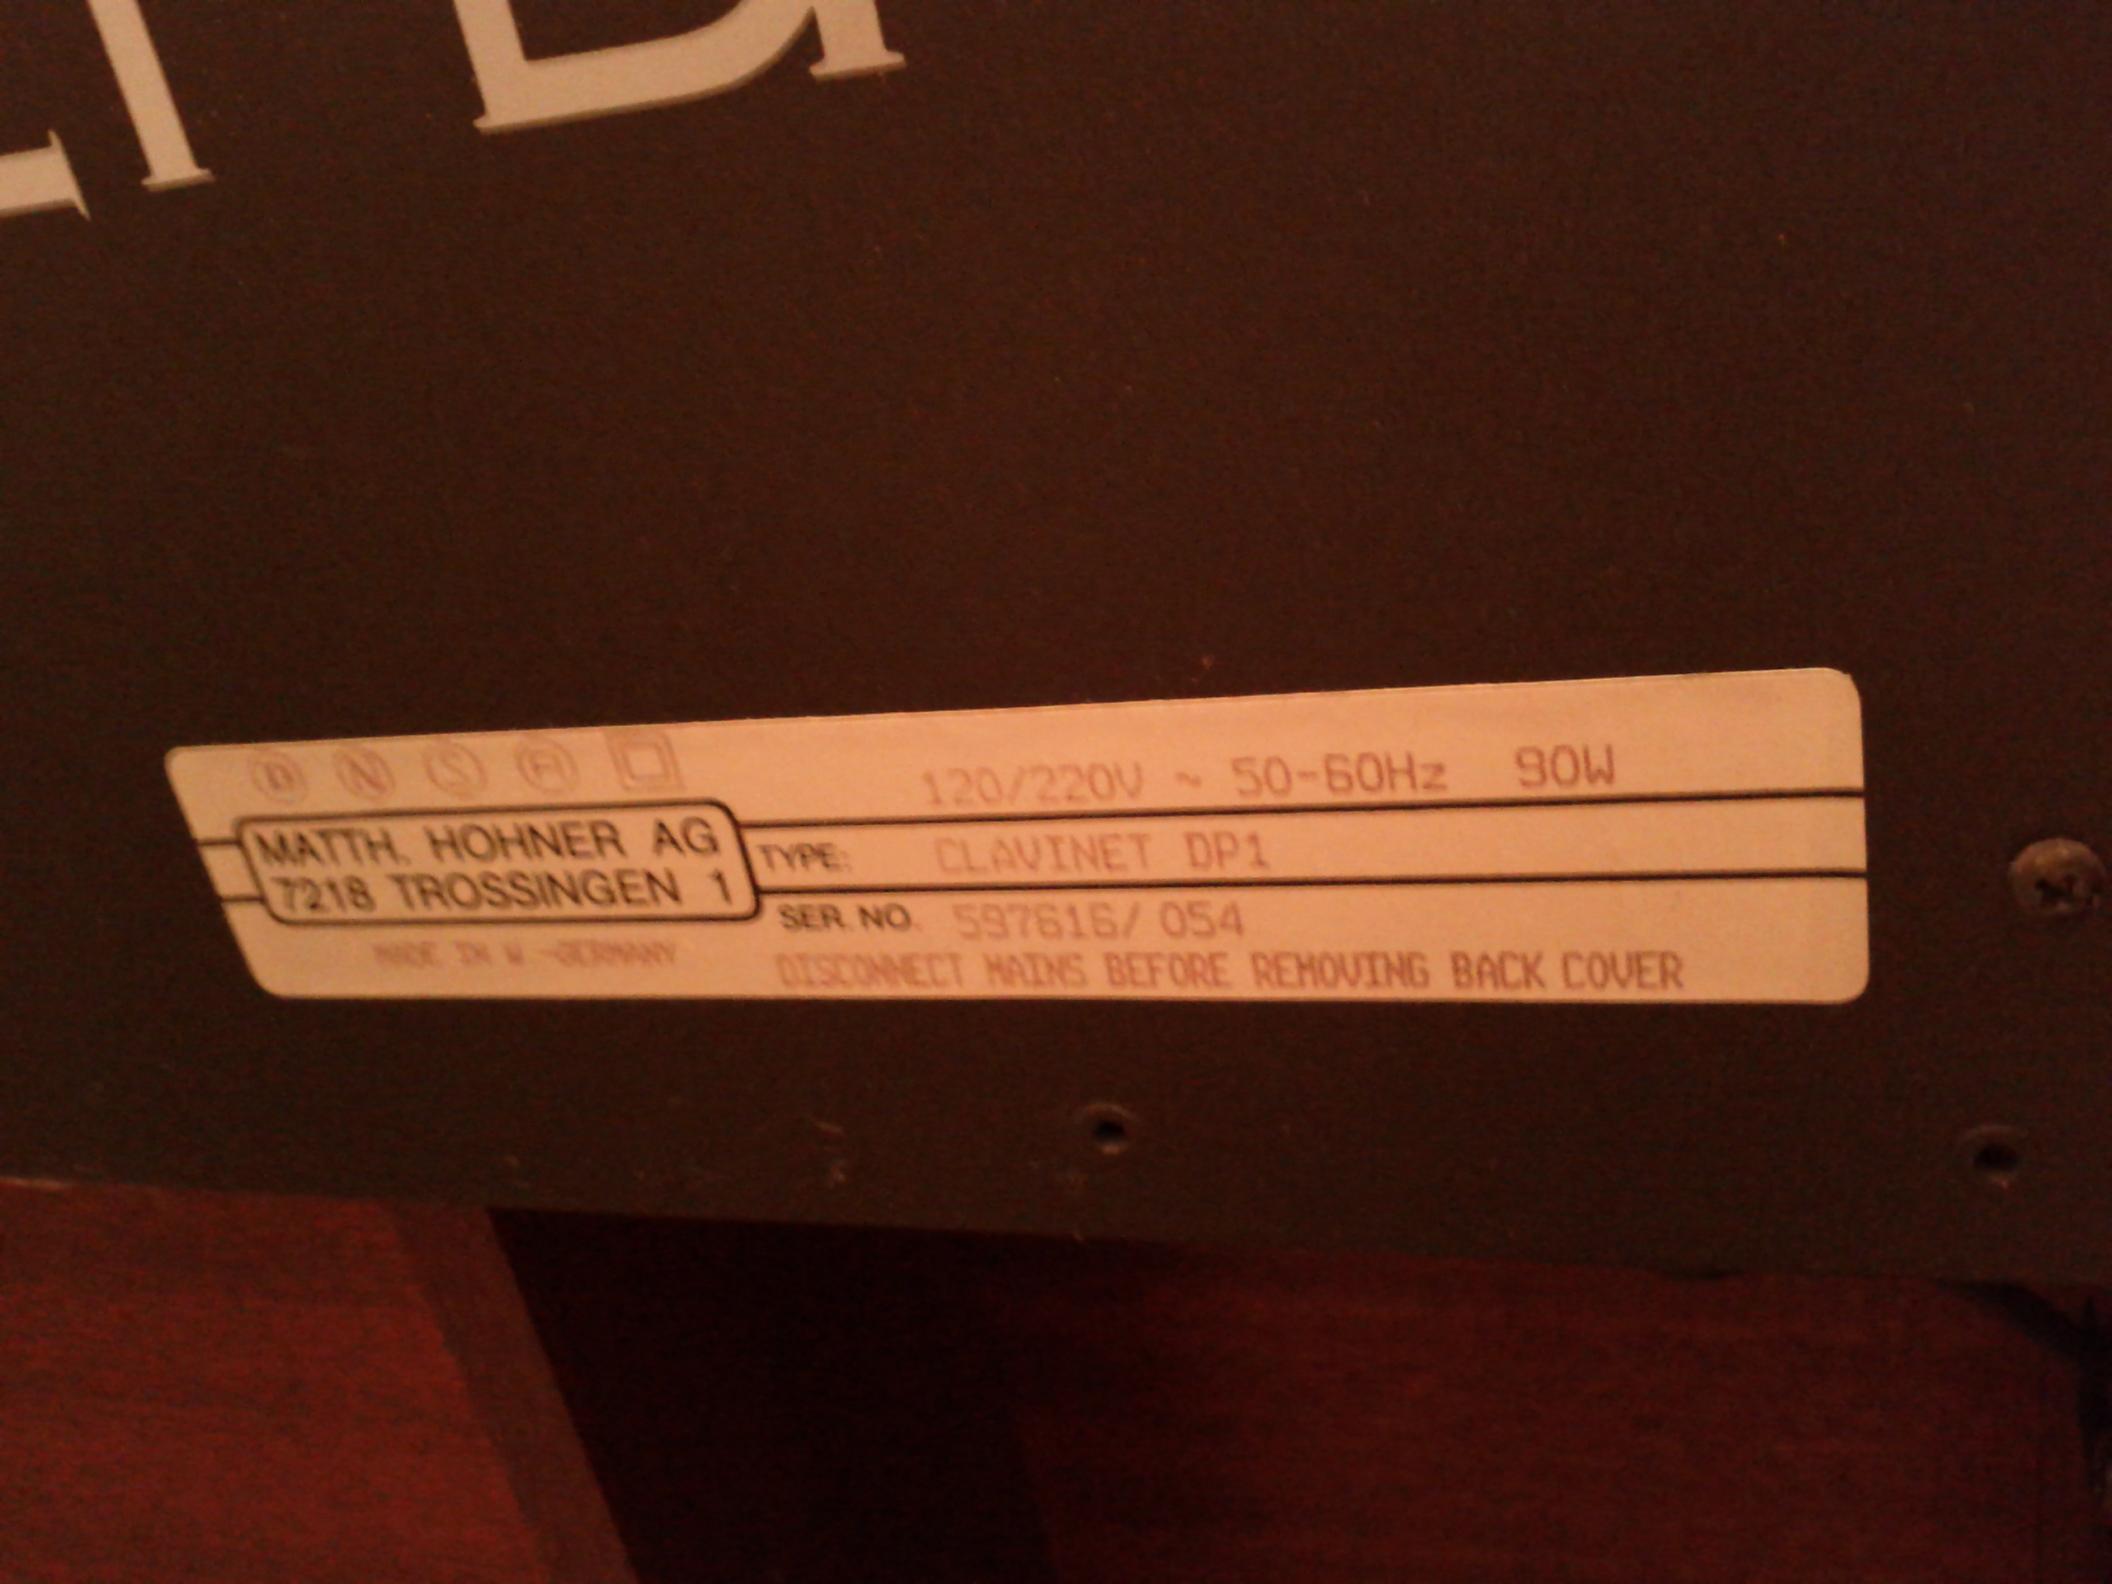 D N S FI
120/220V ~ 50-60Hz 90W
MATTH. HOHNER AG
7218 TROSSINGEN 1
TYPE: CLAVINET DP1
SER. NO. 597616/ 054
MADE IN W.-GERMANY
DISCONNECT MAINS BEFORE REMOVING BACK COVER